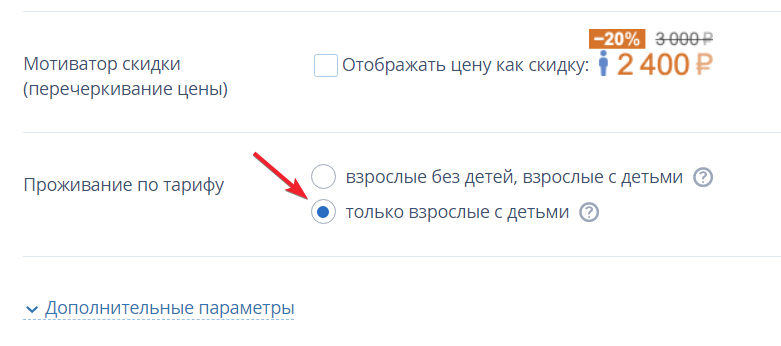 −20% 3 000 ₽
Мотиватор скидки
(перечеркивание цены)
Отображать цену как скидку: 2 400 ₽
Проживание по тарифу
взрослые без детей, взрослые с детьми ?
только взрослые с детьми ?
Дополнительные параметры